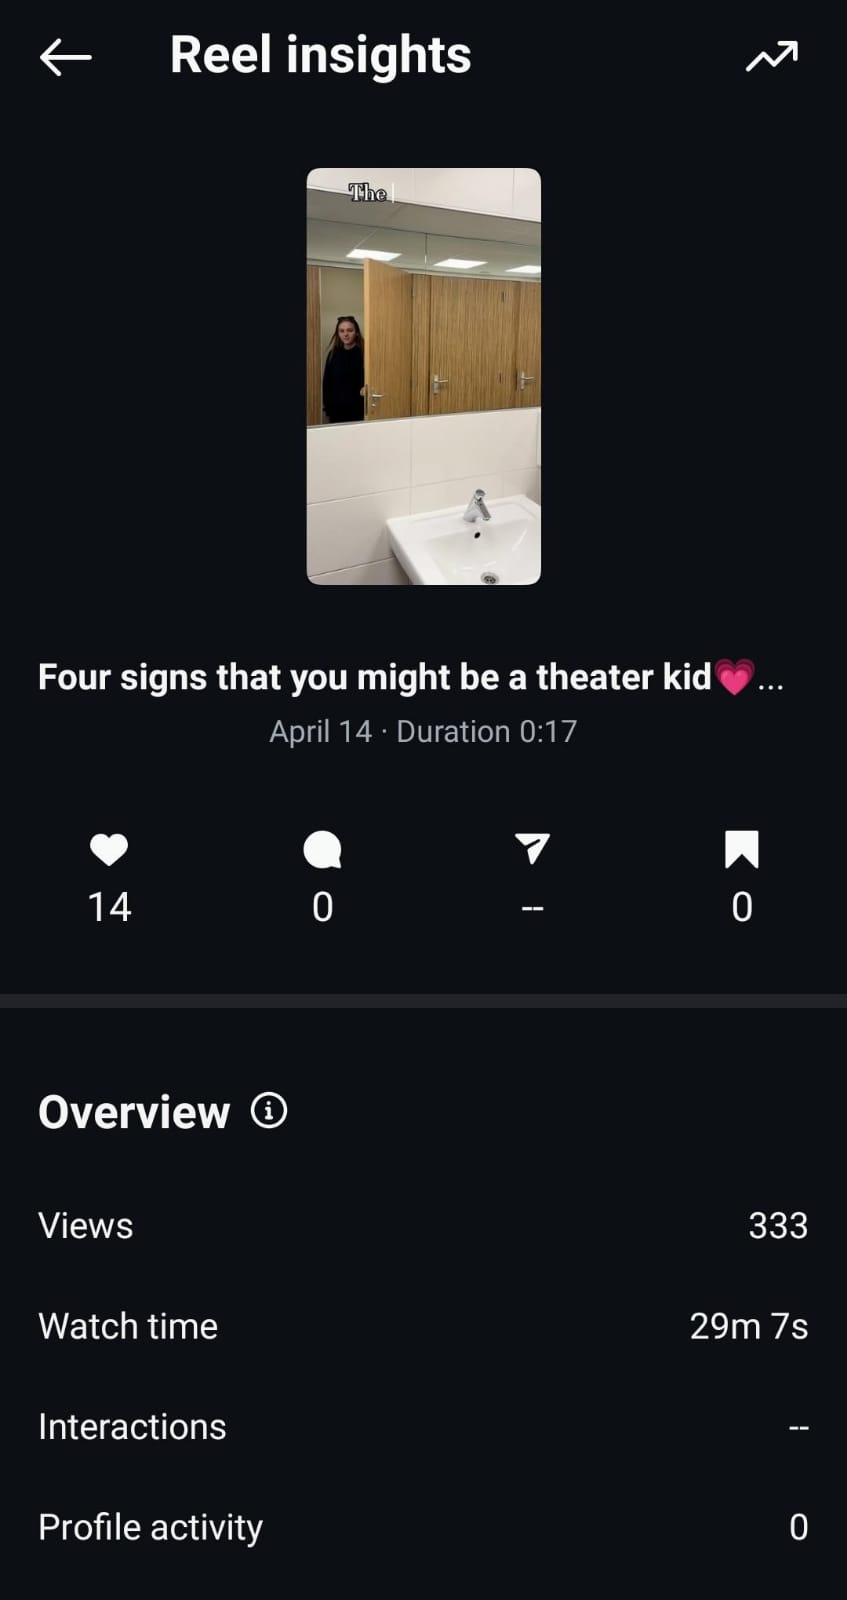 Reel insights
The
Four signs that you might be a theater kid💗...
April 14 · Duration 0:17
14
0
--
0
Overview
Views
333
Watch time
29m 7s
Interactions
--
Profile activity
0